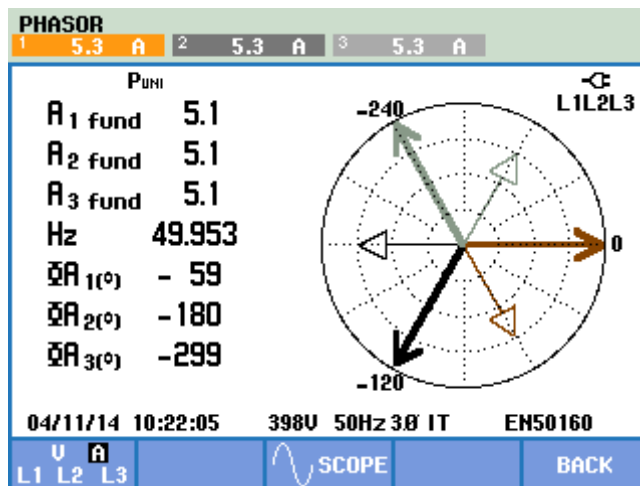 PHASOR
1 5.3 A 2 5.3 A 3 5.3 A
PUNI
L1L2L3
A1 fund 5.1
A2 fund 5.1
A3 fund 5.1
Hz 49.953
ΦA1(°) - 59
ΦA2(°) -180
ΦA3(°) -299
-240
0
-120
04/11/14 10:22:05 398V 50Hz 3Ø IT EN50160
V A
L1 L2 L3
SCOPE
BACK